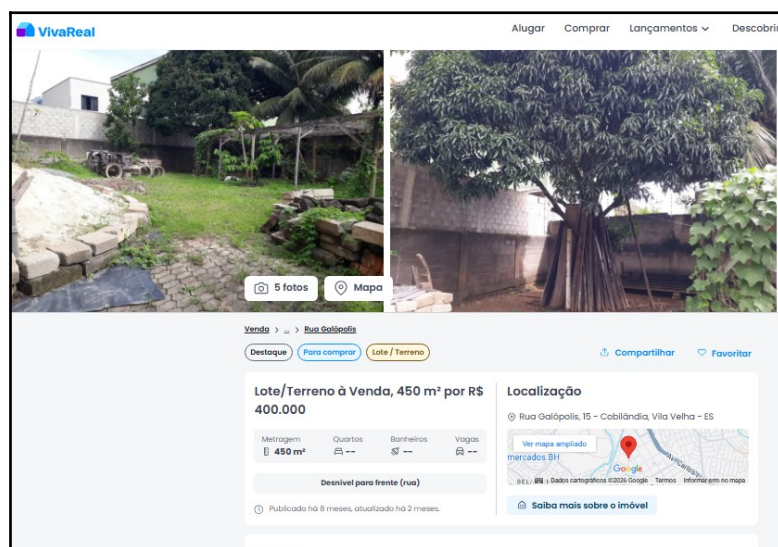 VivaReal
Alugar Comprar Lançamentos Descobrir
5 fotos Mapa
Venda > ... > Rua Galópolis
Destaque Para comprar Lote / Terreno
Compartilhar Favoritar
Lote/Terreno à Venda, 450 m² por R$
400.000
Metragem Quartos Banheiros Vagas
450 m² -- -- --
Desnível para frente (rua)
Publicado há 8 meses, atualizado há 2 meses.
Localização
Rua Galópolis, 15 - Cobilândia, Vila Velha - ES
Ver mapa ampliado
mercados BH
Google
Dados cartográficos ©2026 Google Termos Informar erro no mapa
Saiba mais sobre o imóvel